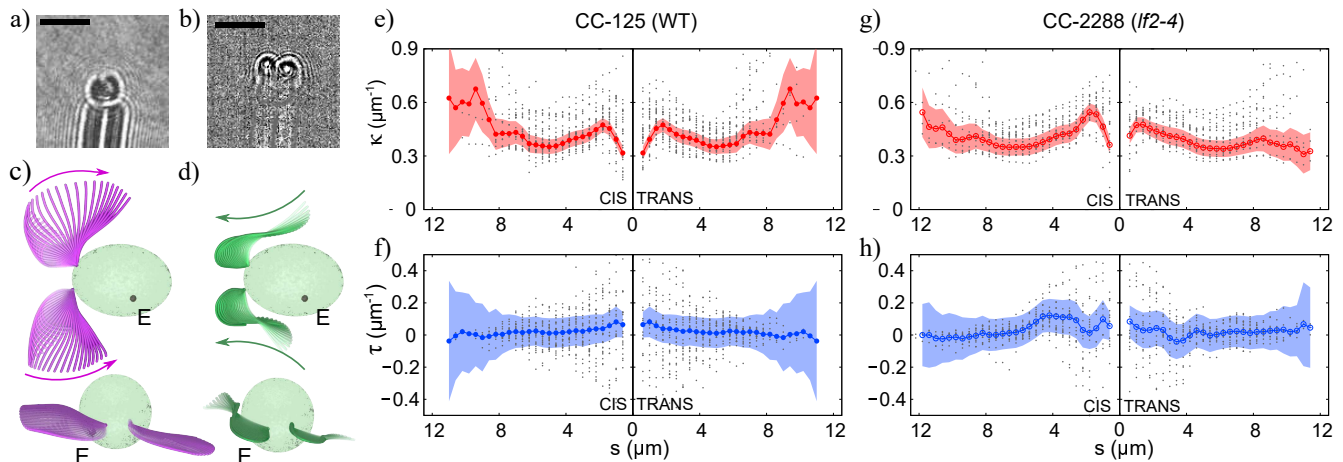 a)
b)
c)
d)
E
E
E
E
e)
CC-125 (WT)
κ (μm⁻¹)
0.9
0.6
0.3
0
CIS
TRANS
12
8
4
0
4
8
12
f)
τ (μm⁻¹)
0.4
0.2
0
−0.2
−0.4
CIS
TRANS
12
8
4
0
4
8
12
s (μm)
g)
CC-2288 (lf2-4)
0.9
0.6
0.3
0
CIS
TRANS
12
8
4
0
4
8
12
h)
0.4
0.2
0
−0.2
−0.4
CIS
TRANS
12
8
4
0
4
8
12
s (μm)